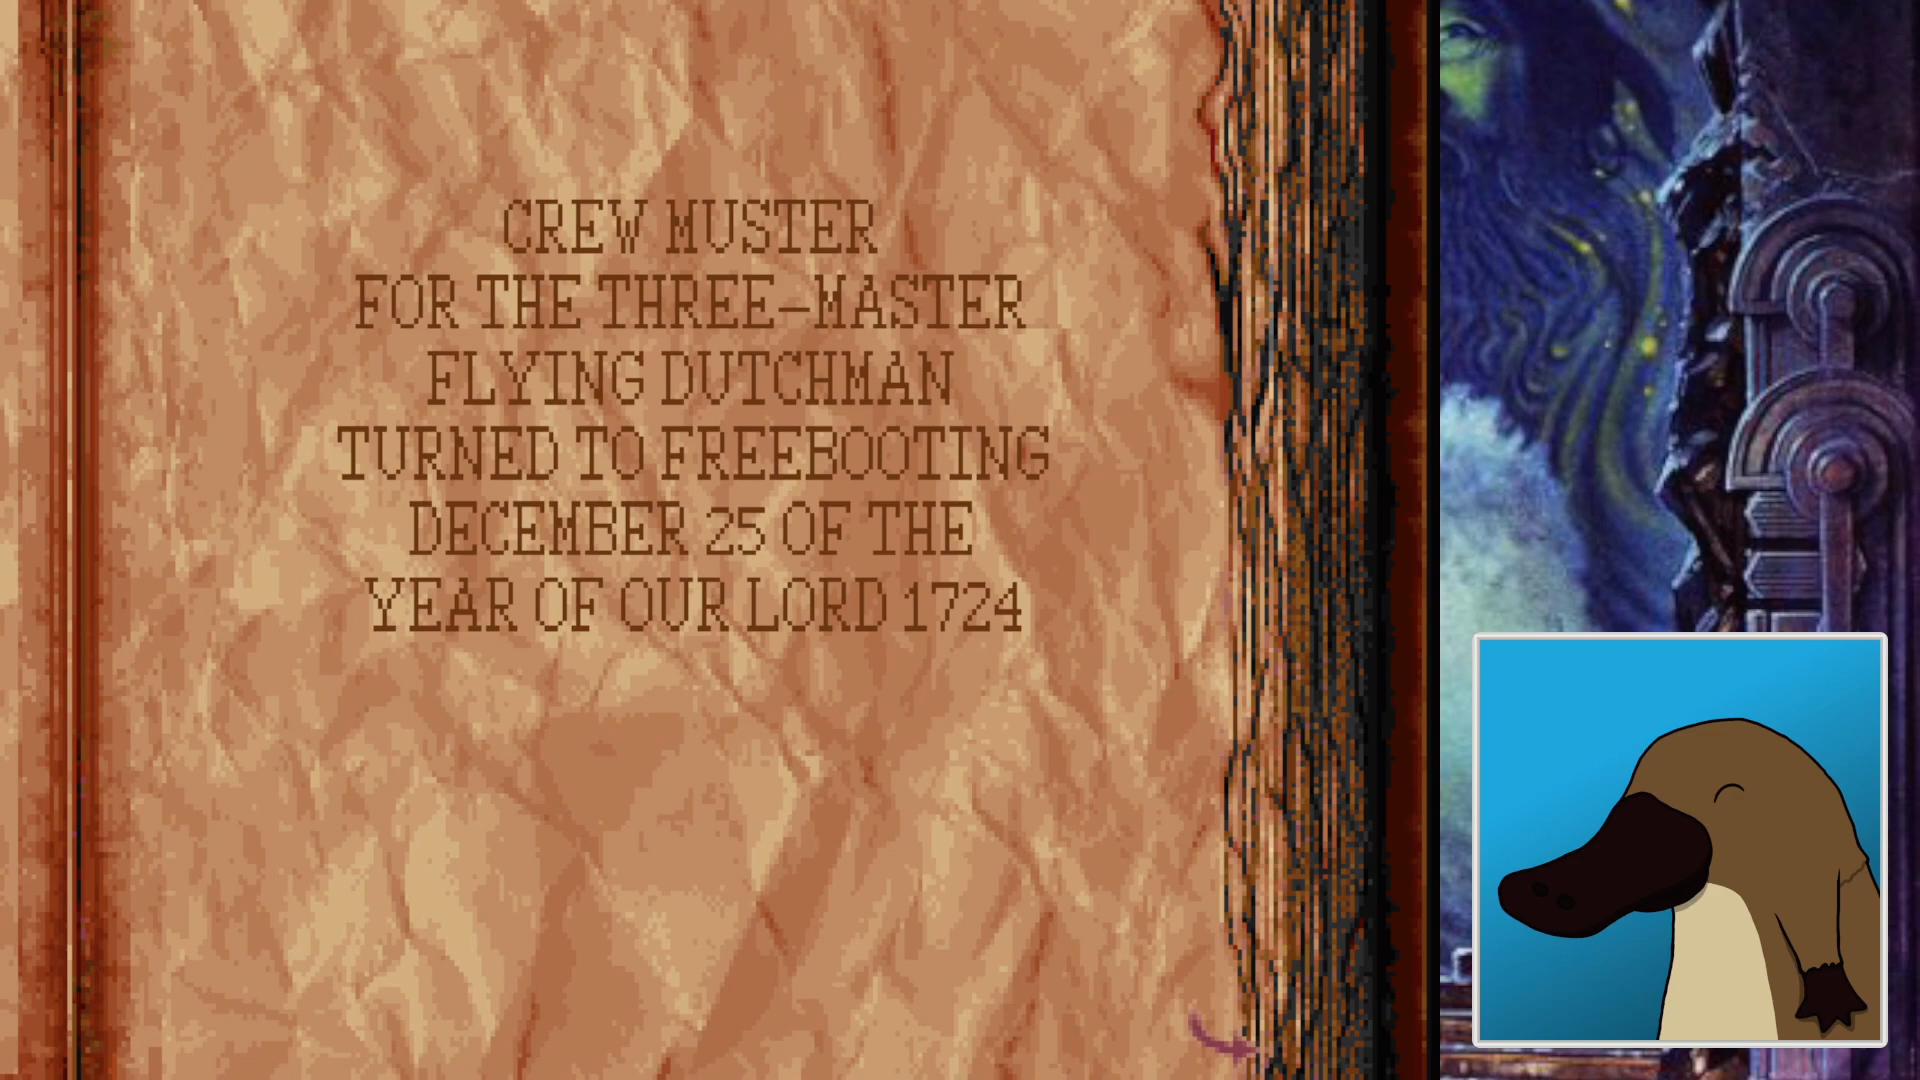 CREW MUSTER
FOR THE THREE-MASTER
FLYING DUTCHMAN
TURNED TO FREEBOOTING
DECEMBER 25 OF THE
YEAR OF OUR LORD 1724